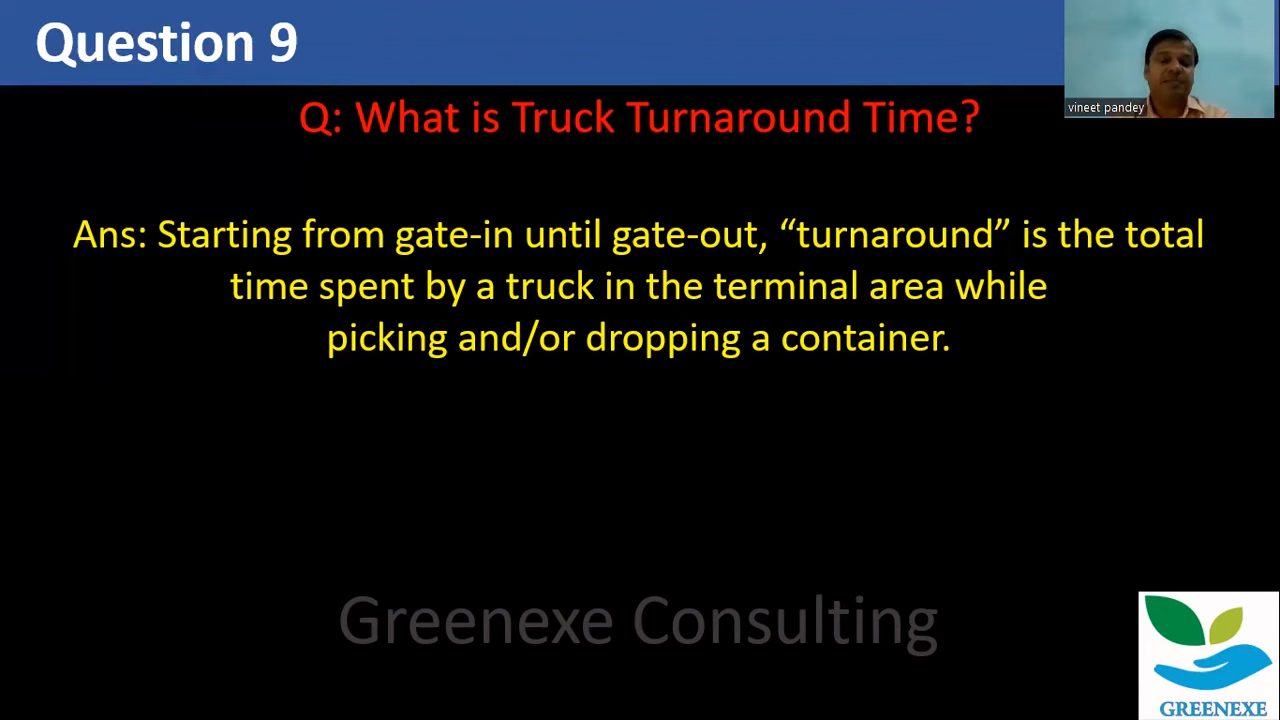 Question 9
vineet pandey
Q: What is Truck Turnaround Time?
Ans: Starting from gate-in until gate-out, “turnaround” is the total
time spent by a truck in the terminal area while
picking and/or dropping a container.
Greenexe Consulting
GREENEXE